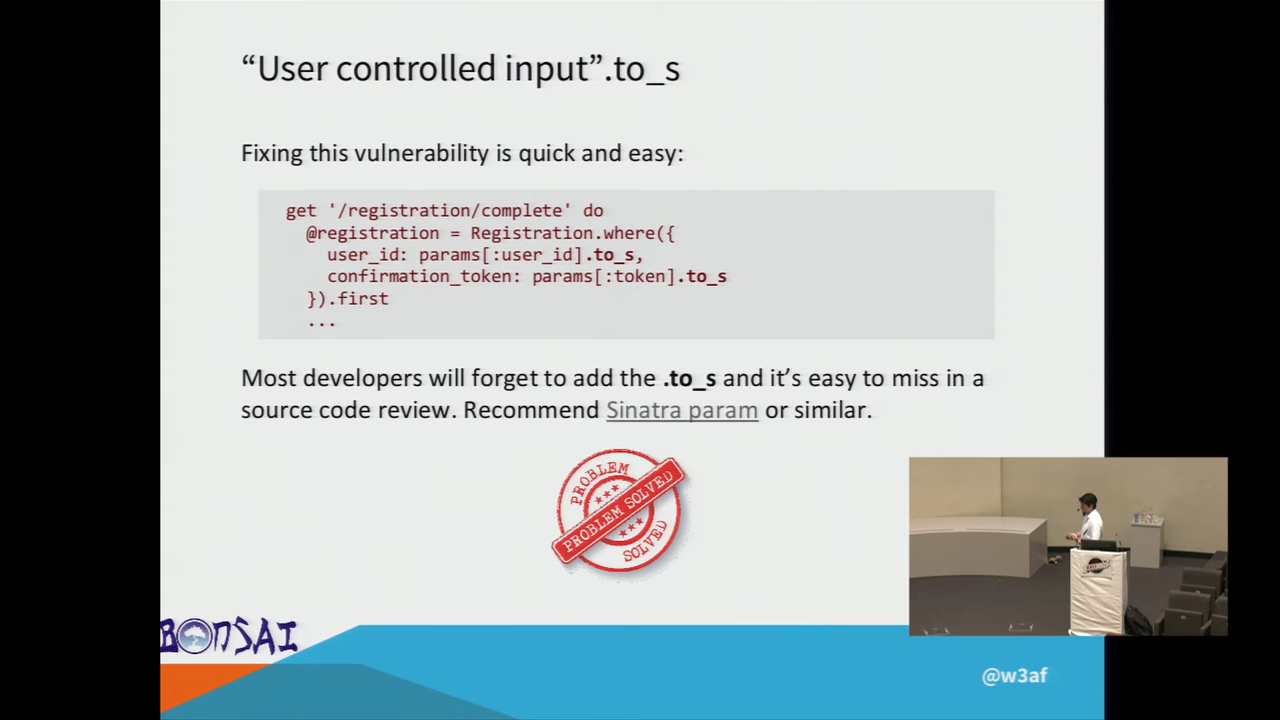 “User controlled input”.to_s
Fixing this vulnerability is quick and easy:
get '/registration/complete' do
@registration = Registration.where({
user_id: params[:user_id].to_s,
confirmation_token: params[:token].to_s
}).first
...
Most developers will forget to add the .to_s and it’s easy to miss in a
source code review. Recommend Sinatra param or similar.
PROBLEM
PROBLEM SOLVED
SOLVED
BONSAI
@w3af